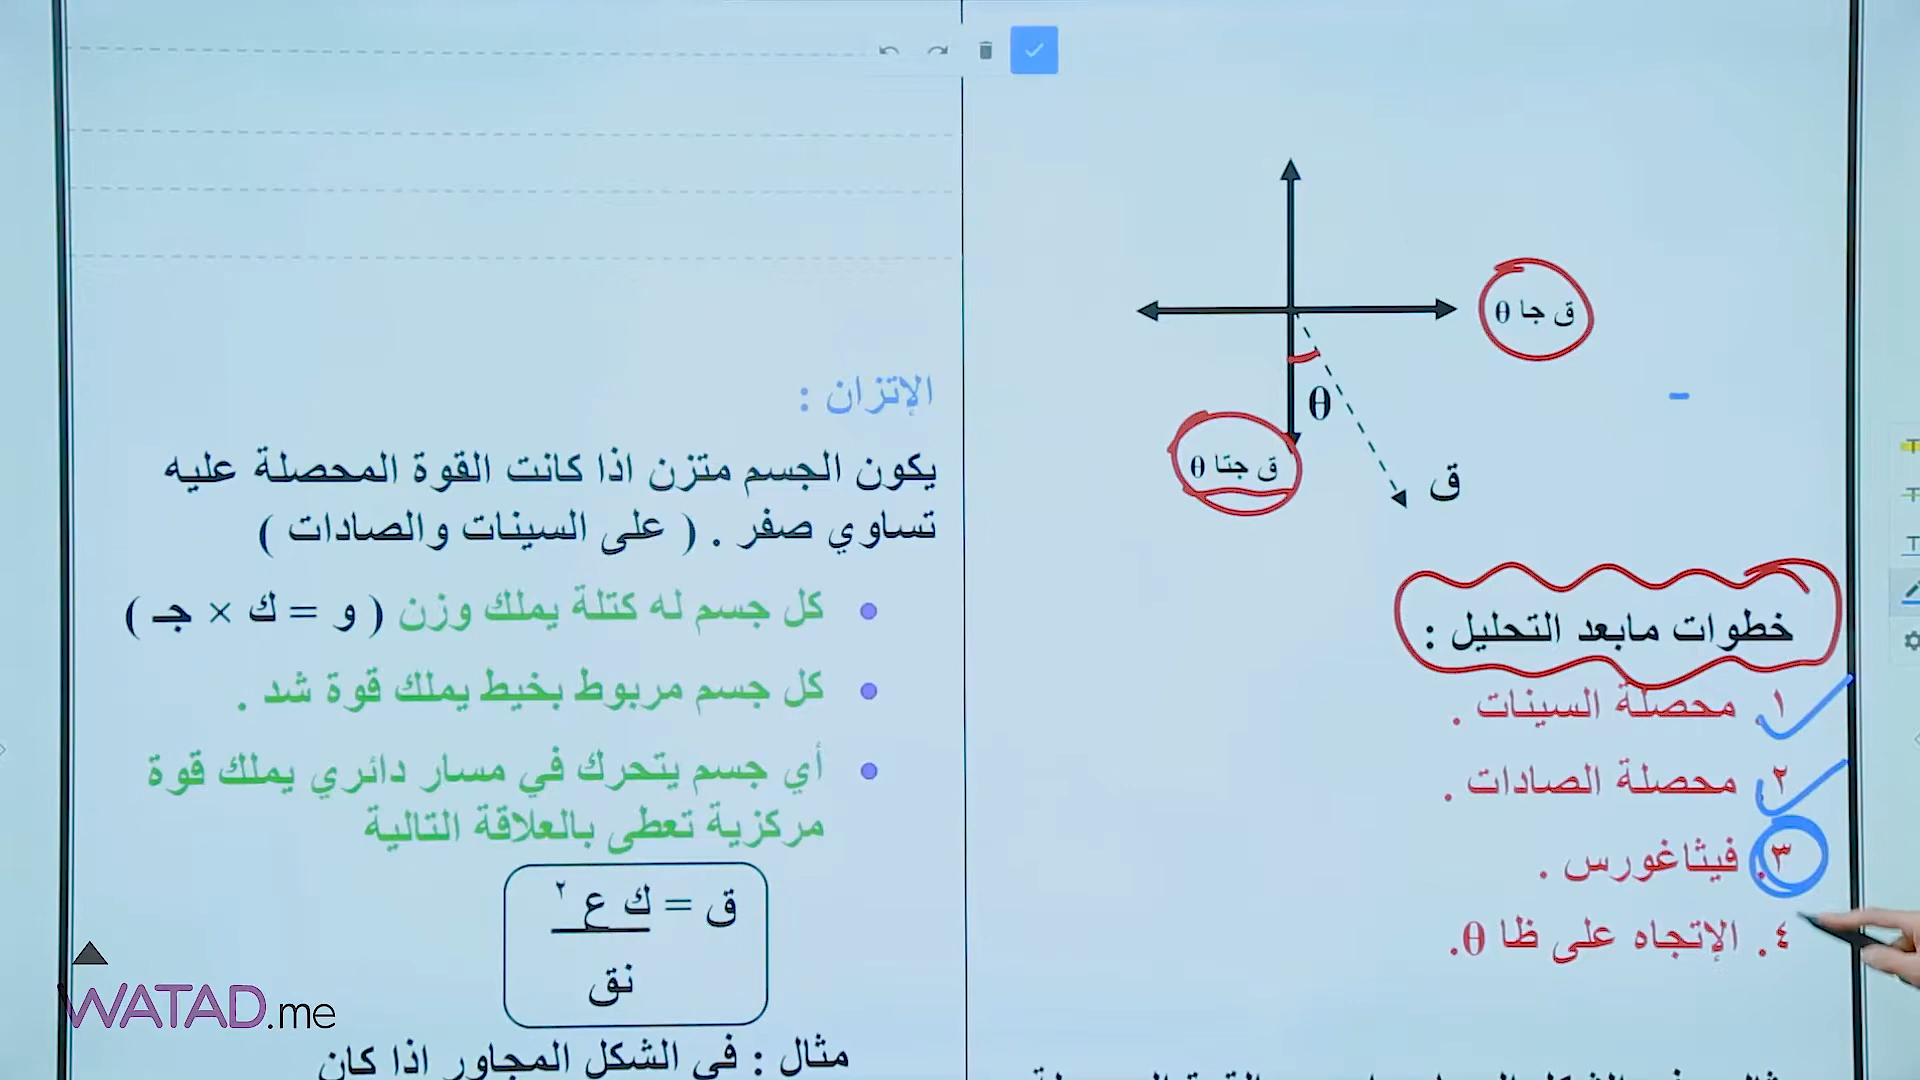 ق جا θ
θ
ق جتا θ
ق
خطوات مابعد التحليل :
١. محصلة السينات .
٢. محصلة الصادات .
٣. فيثاغورس .
٤. الإتجاه على ظا θ.
الإتزان :
يكون الجسم متزن اذا كانت القوة المحصلة عليه
تساوي صفر . ( على السينات والصادات )
كل جسم له كتلة يملك وزن ( و = ك × جـ )
كل جسم مربوط بخيط يملك قوة شد .
أي جسم يتحرك في مسار دائري يملك قوة
مركزية تعطى بالعلاقة التالية
ق = ك ع ٢
نق
مثال : في الشكل المجاور اذا كان
WATAD.me